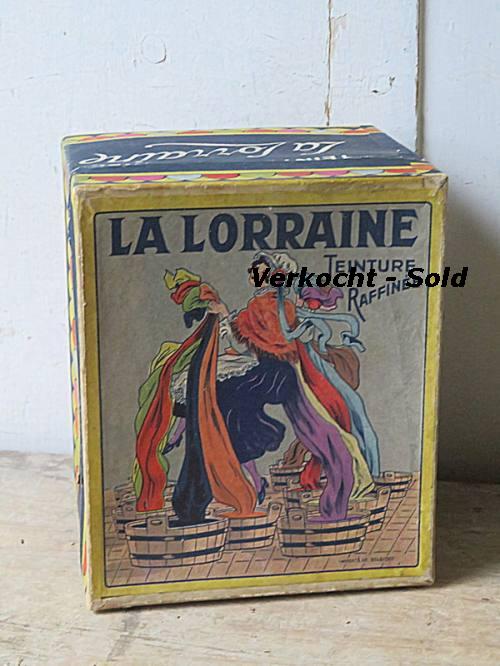 La Lorraine
LA LORRAINE
TEINTURE
RAFFINÉE
Verkocht - Sold